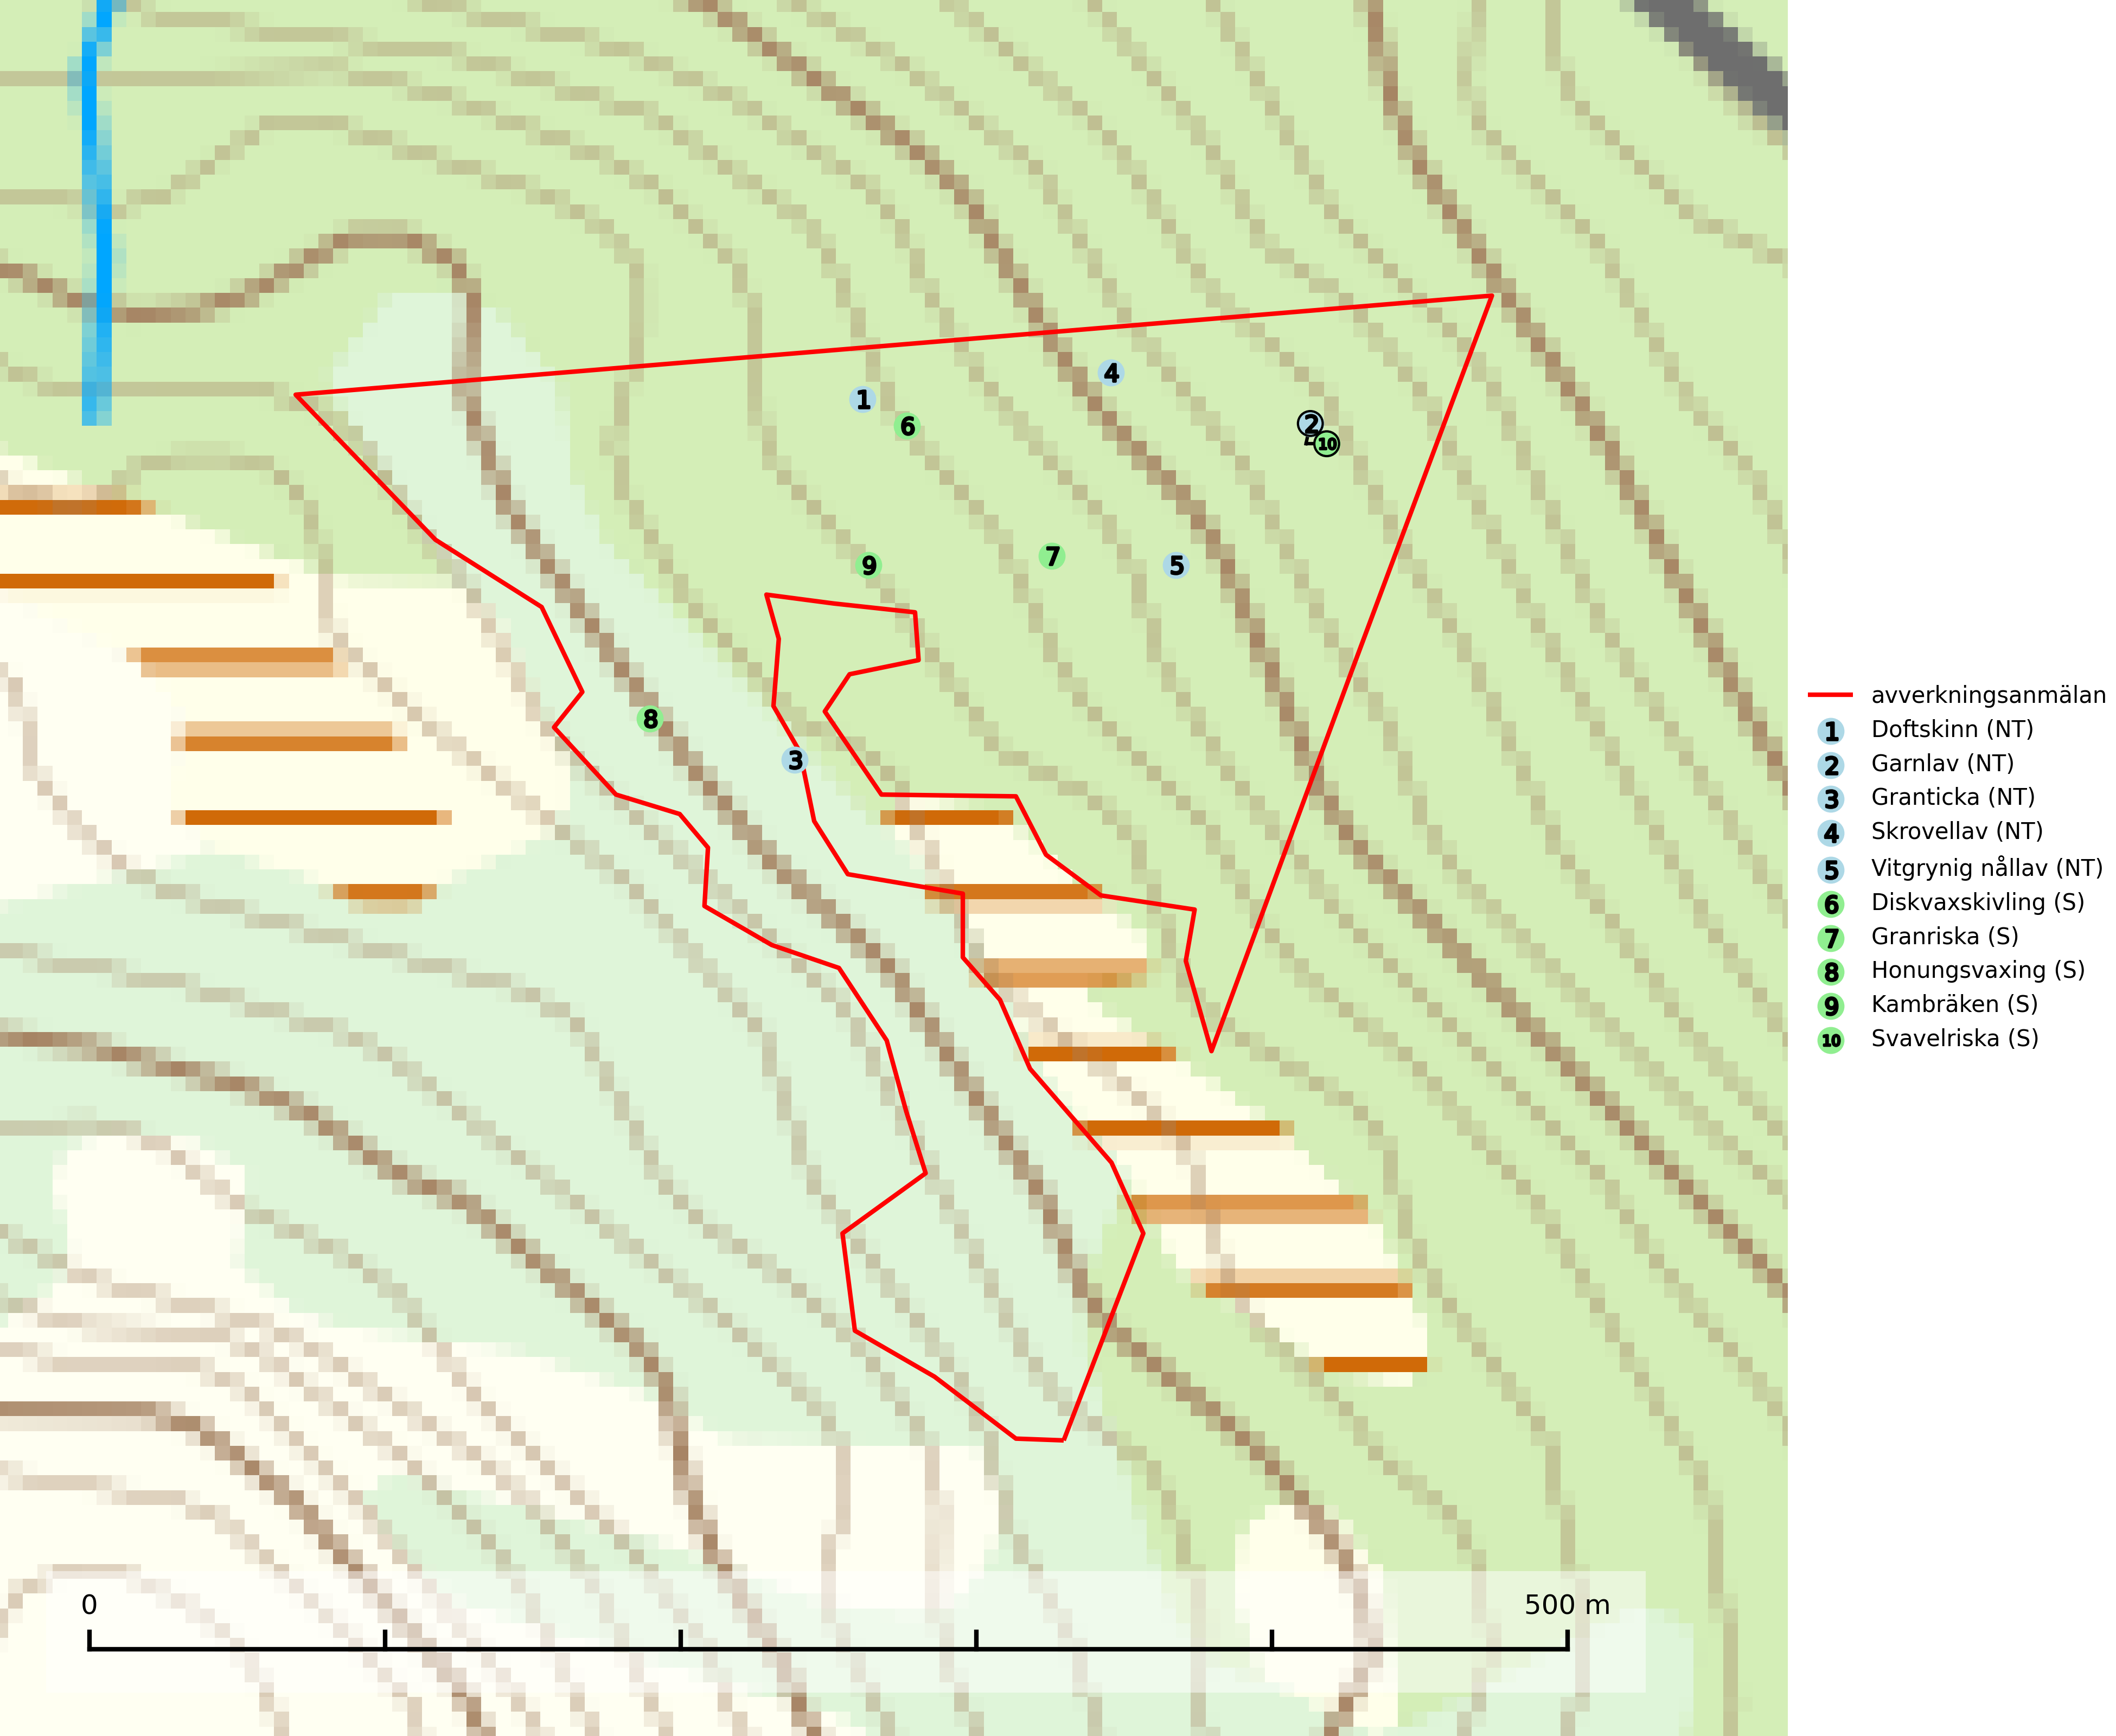 4
1
2
6
10
7
5
9
8
3
avverkningsanmälan
1 Doftskinn (NT)
2 Garnlav (NT)
3 Granticka (NT)
4 Skrovellav (NT)
5 Vitgrynig nållav (NT)
6 Diskvaxskivling (S)
7 Granriska (S)
8 Honungsvaxing (S)
9 Kambräken (S)
10 Svavelriska (S)
0 500 m